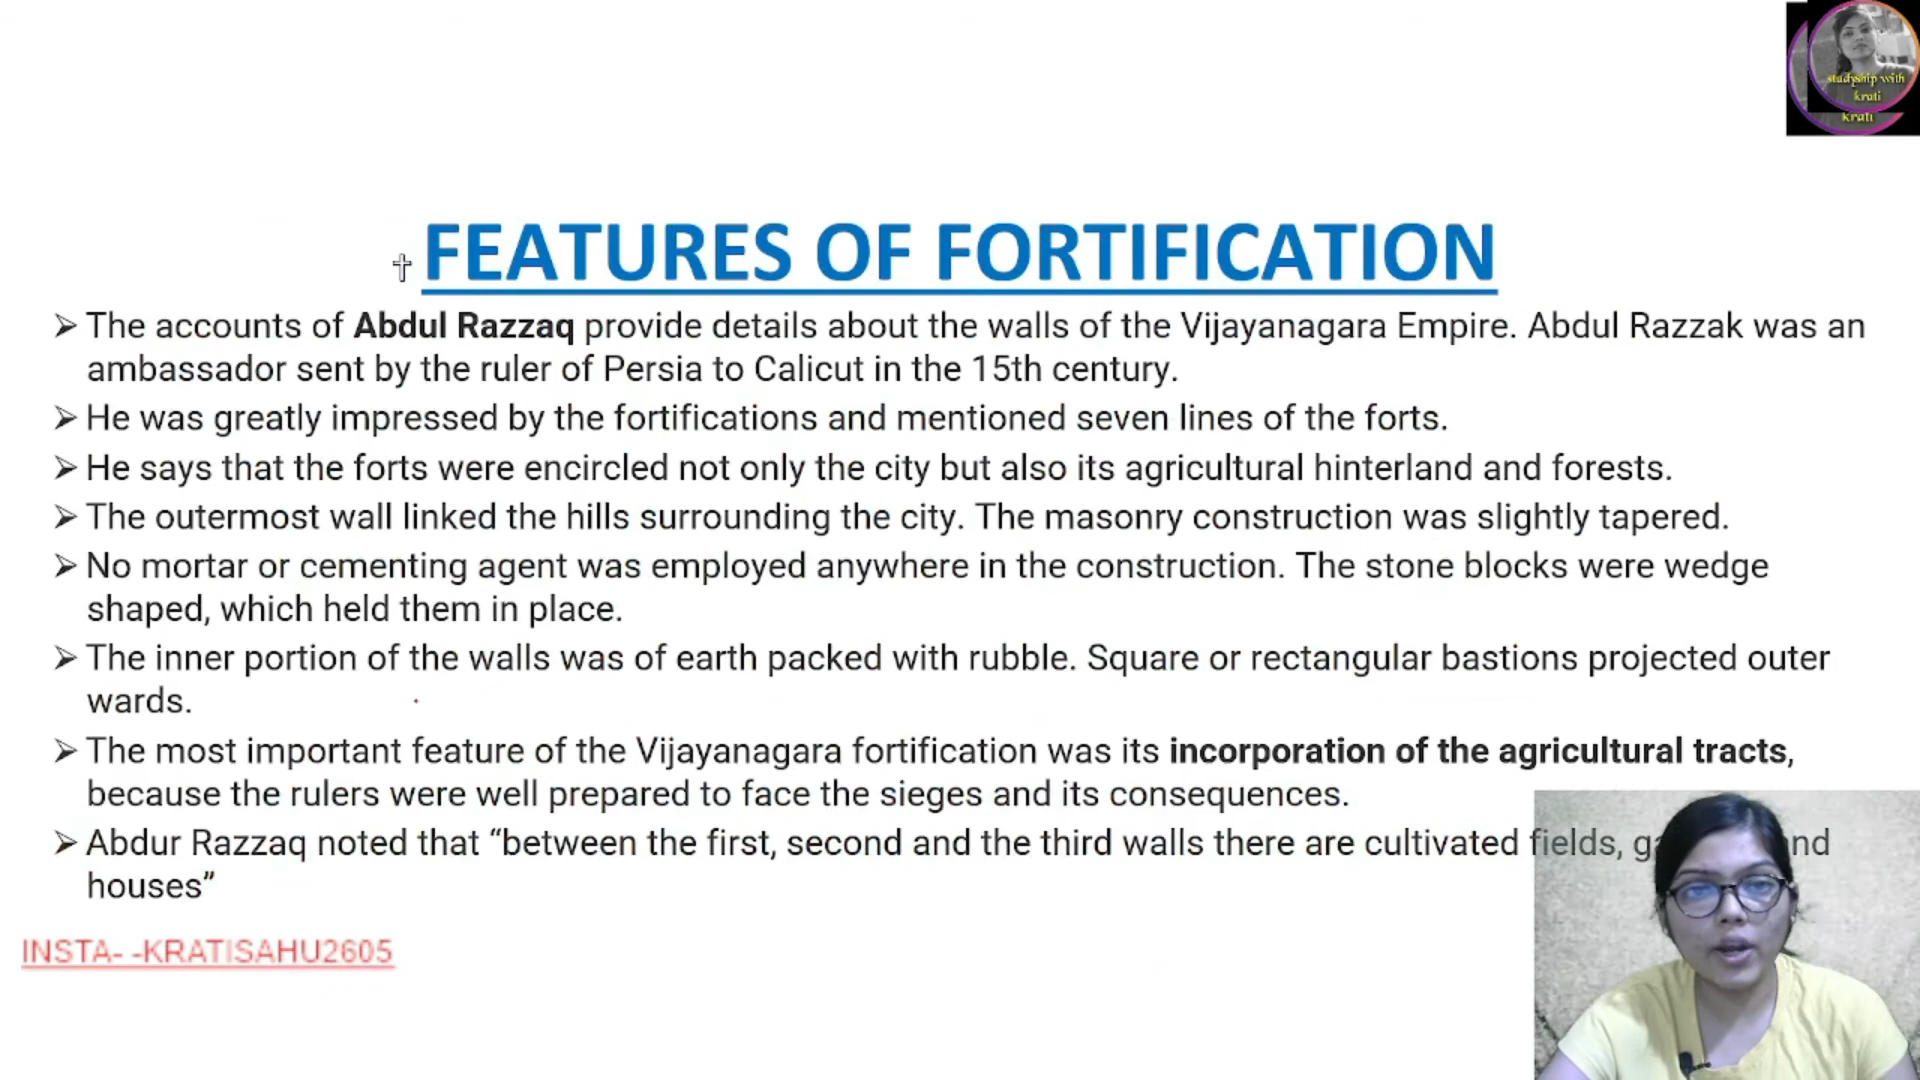 studyship with
krati
krati
FEATURES OF FORTIFICATION
➢ The accounts of Abdul Razzaq provide details about the walls of the Vijayanagara Empire. Abdul Razzak was an
ambassador sent by the ruler of Persia to Calicut in the 15th century.
➢ He was greatly impressed by the fortifications and mentioned seven lines of the forts.
➢ He says that the forts were encircled not only the city but also its agricultural hinterland and forests.
➢ The outermost wall linked the hills surrounding the city. The masonry construction was slightly tapered.
➢ No mortar or cementing agent was employed anywhere in the construction. The stone blocks were wedge
shaped, which held them in place.
➢ The inner portion of the walls was of earth packed with rubble. Square or rectangular bastions projected outer
wards.
➢ The most important feature of the Vijayanagara fortification was its incorporation of the agricultural tracts,
because the rulers were well prepared to face the sieges and its consequences.
➢ Abdur Razzaq noted that “between the first, second and the third walls there are cultivated fields,
houses”
INSTA- -KRATISAHU2605